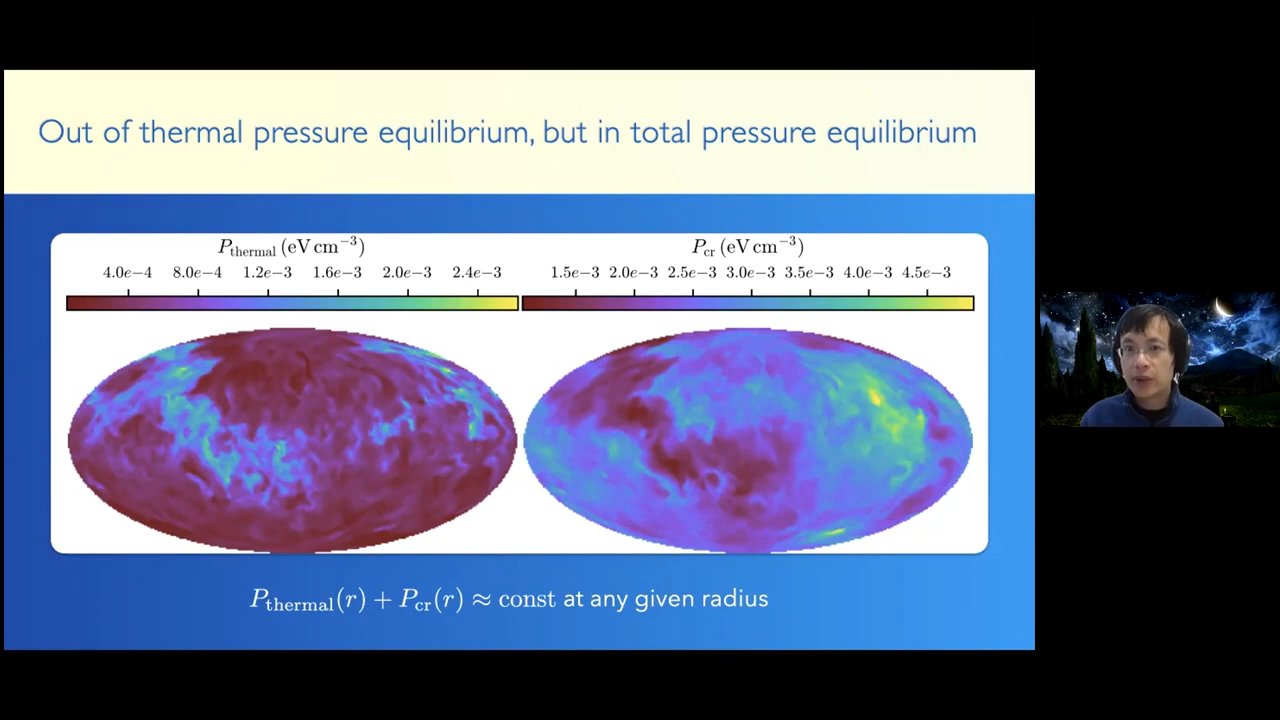 Out of thermal pressure equilibrium, but in total pressure equilibrium
P_thermal (eV cm⁻³)
4.0e−4 8.0e−4 1.2e−3 1.6e−3 2.0e−3 2.4e−3
P_cr (eV cm⁻³)
1.5e−3 2.0e−3 2.5e−3 3.0e−3 3.5e−3 4.0e−3 4.5e−3
P_thermal(r) + P_cr(r) ≈ const at any given radius